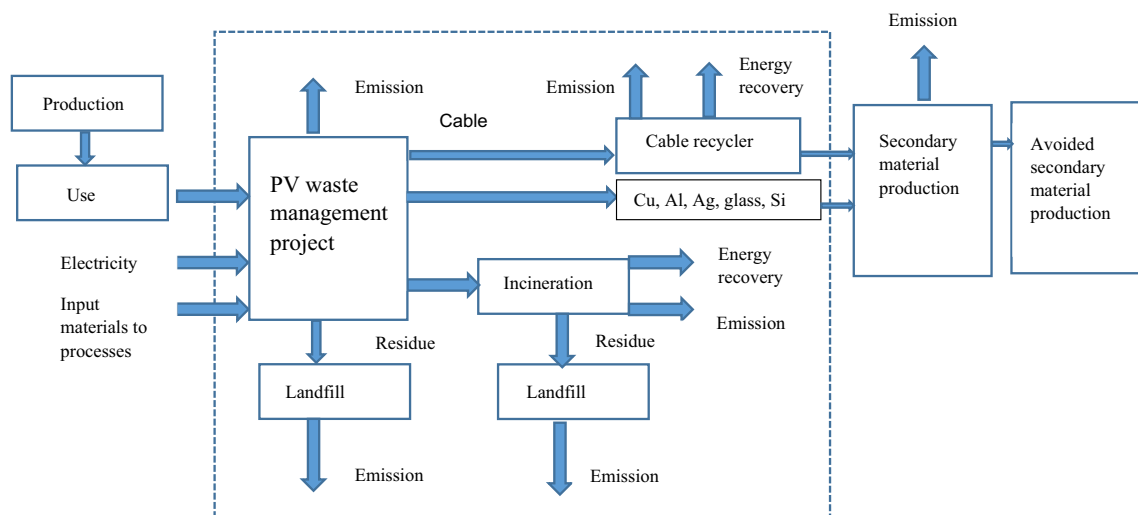 Emission
Production
Use
Electricity
Input
materials to
processes
Emission
Cable
PV waste
management
project
Emission
Energy
recovery
Cable recycler
Cu, Al, Ag, glass, Si
Incineration
Energy
recovery
Emission
Residue
Landfill
Emission
Residue
Landfill
Emission
Secondary
material
production
Avoided
secondary
material
production